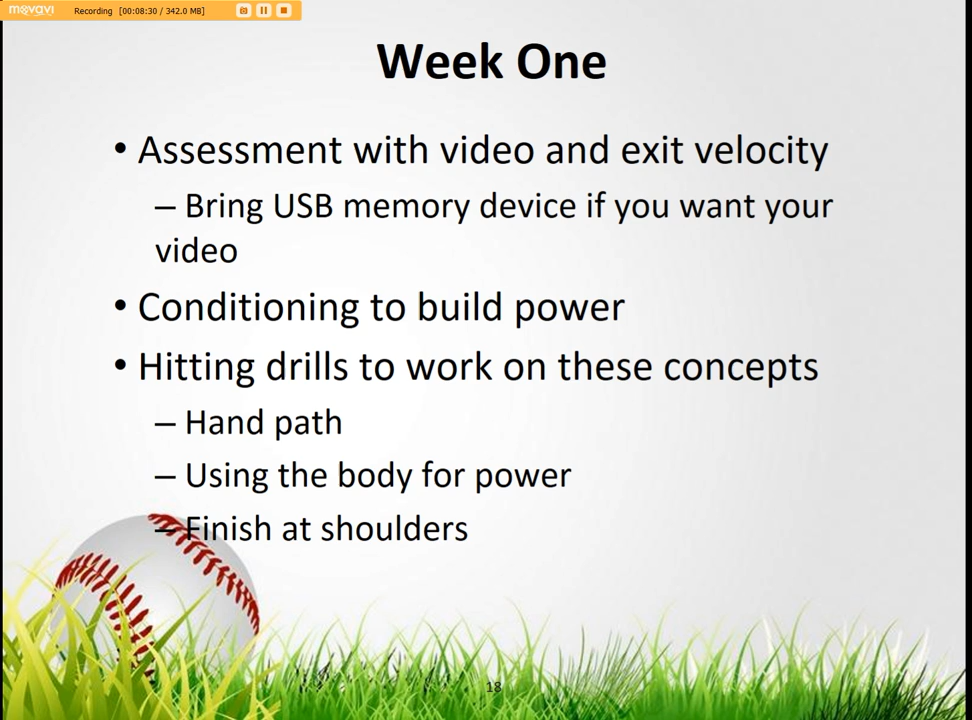 movavi Recording [00:08:30 / 342.0 MB]
Week One
• Assessment with video and exit velocity
– Bring USB memory device if you want your
video
• Conditioning to build power
• Hitting drills to work on these concepts
– Hand path
– Using the body for power
– Finish at shoulders
18